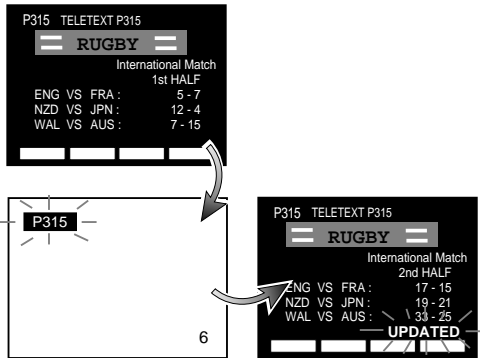 P315 TELETEXT P315
RUGBY
International Match
1st HALF
ENG VS FRA : 5 - 7
NZD VS JPN : 12 - 4
WAL VS AUS : 7 - 15
P315
6
P315 TELETEXT P315
RUGBY
International Match
2nd HALF
ENG VS FRA : 17 - 15
NZD VS JPN : 19 - 21
WAL VS AUS : 33 - 25
UPDATED